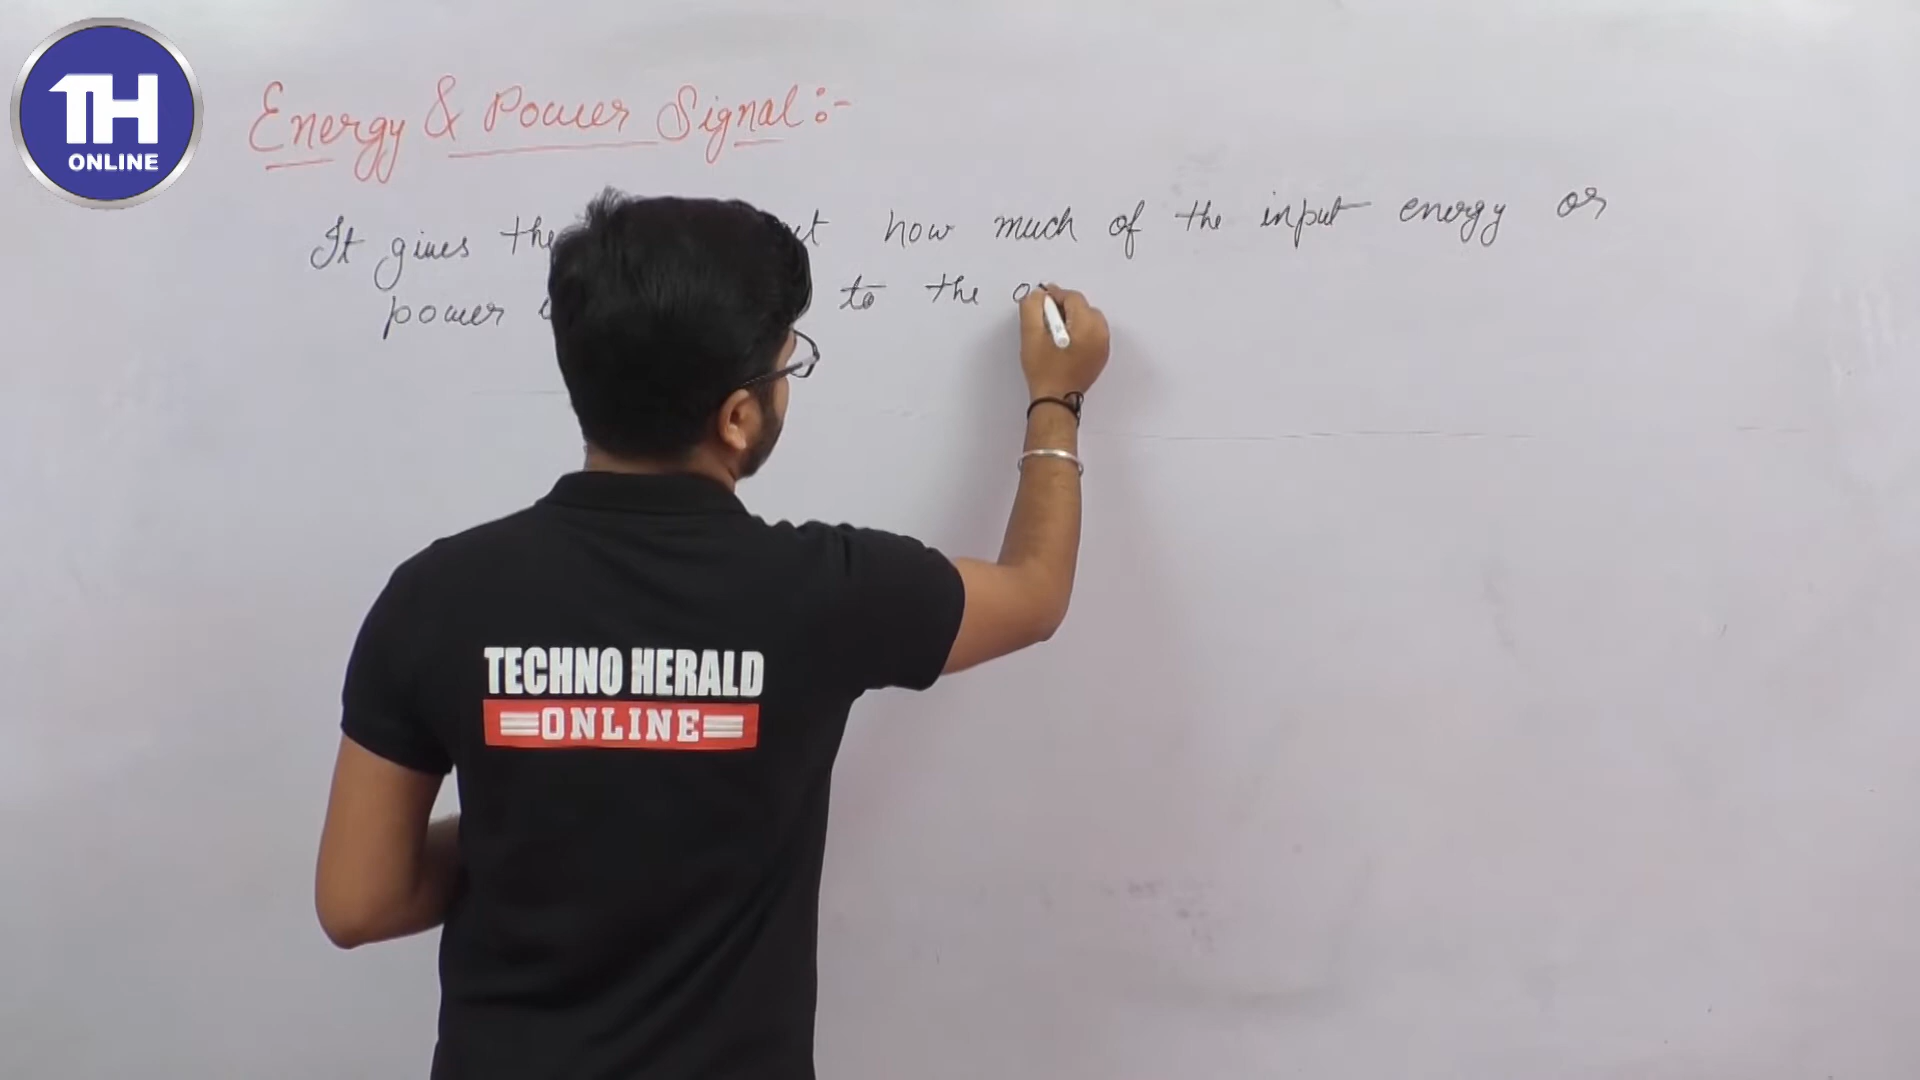 TH
ONLINE
Energy & Power Signal:-
It gives the how much of the input energy or
power to the
TECHNO HERALD
ONLINE